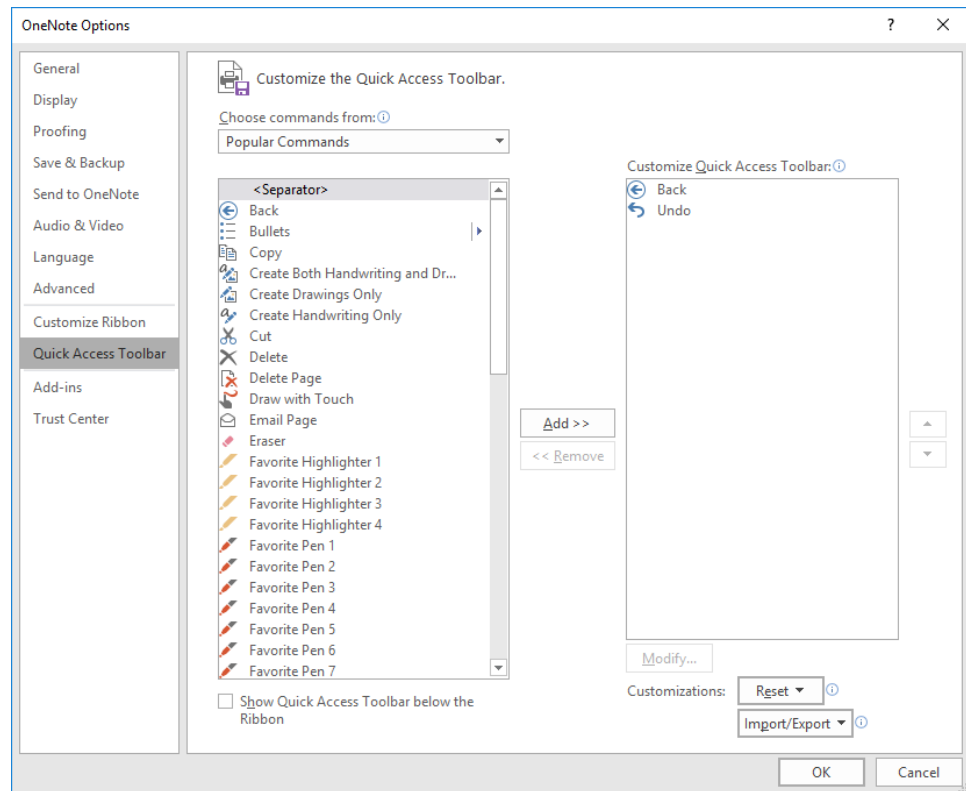 OneNote Options
?
General
Display
Proofing
Save & Backup
Send to OneNote
Audio & Video
Language
Advanced
Customize Ribbon
Quick Access Toolbar
Add-ins
Trust Center
Customize the Quick Access Toolbar.
Choose commands from:
Popular Commands
<Separator>
Back
Bullets
Copy
Create Both Handwriting and Dr...
Create Drawings Only
Create Handwriting Only
Cut
Delete
Delete Page
Draw with Touch
Email Page
Eraser
Favorite Highlighter 1
Favorite Highlighter 2
Favorite Highlighter 3
Favorite Highlighter 4
Favorite Pen 1
Favorite Pen 2
Favorite Pen 3
Favorite Pen 4
Favorite Pen 5
Favorite Pen 6
Favorite Pen 7
Show Quick Access Toolbar below the
Ribbon
Add >>
<< Remove
Customize Quick Access Toolbar:
Back
Undo
Modify...
Customizations:
Reset
Import/Export
OK
Cancel